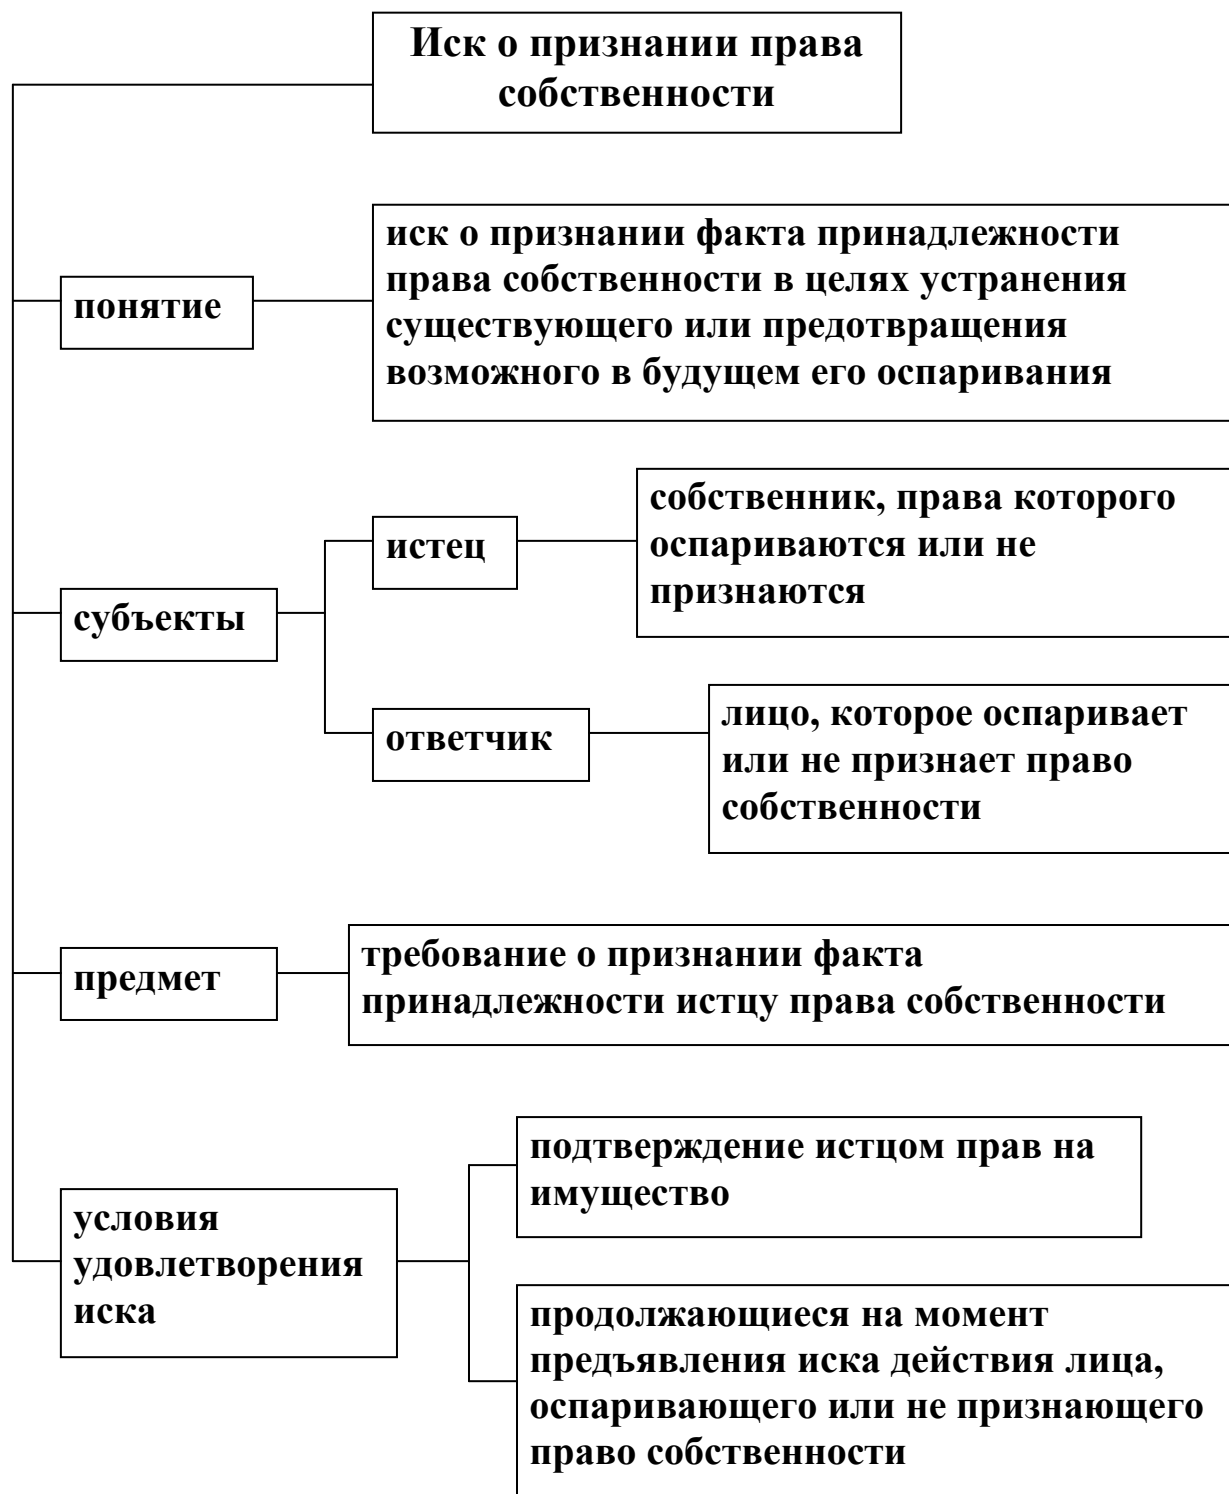 Иск о признании права
собственности
понятие
иск о признании факта принадлежности
права собственности в целях устранения
существующего или предотвращения
возможного в будущем его оспаривания
субъекты
истец
собственник, права которого
оспариваются или не
признаются
ответчик
лицо, которое оспаривает
или не признает право
собственности
предмет
требование о признании факта
принадлежности истцу права собственности
условия
удовлетворения
иска
подтверждение истцом прав на
имущество
продолжающиеся на момент
предъявления иска действия лица,
оспаривающего или не признающего
право собственности